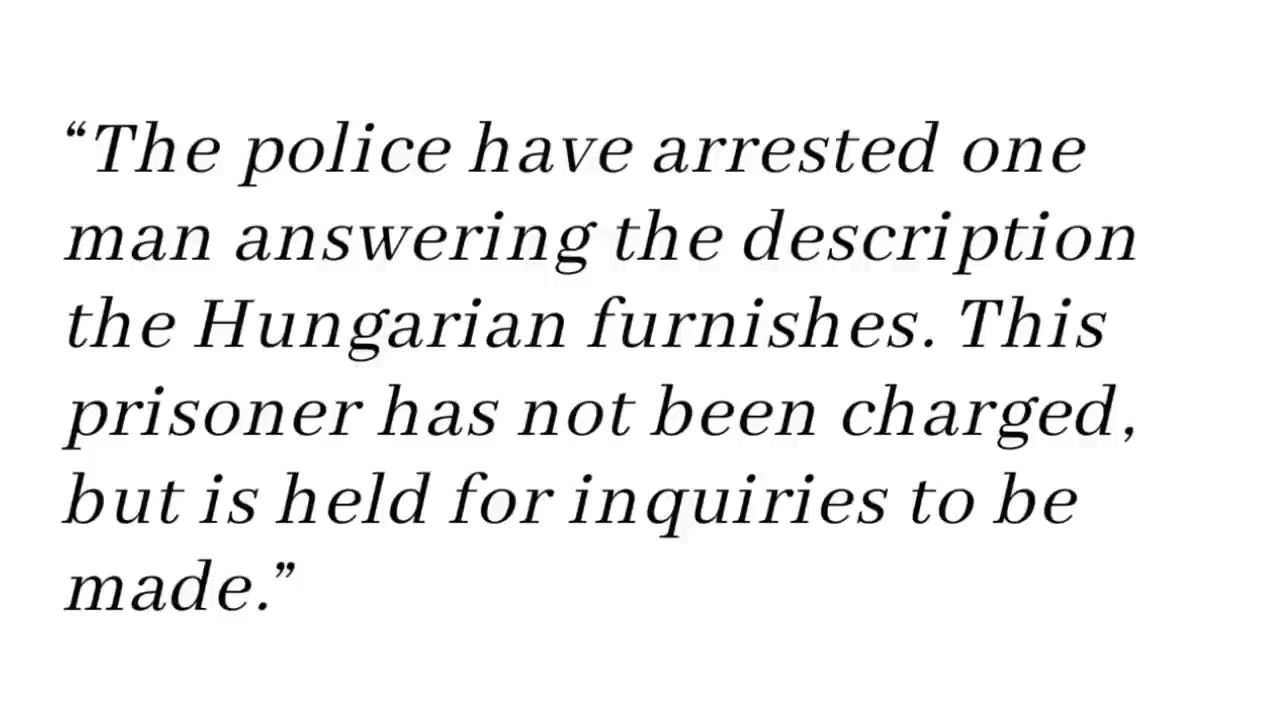 “The police have arrested one
man answering the description
the Hungarian furnishes. This
prisoner has not been charged,
but is held for inquiries to be
made.”